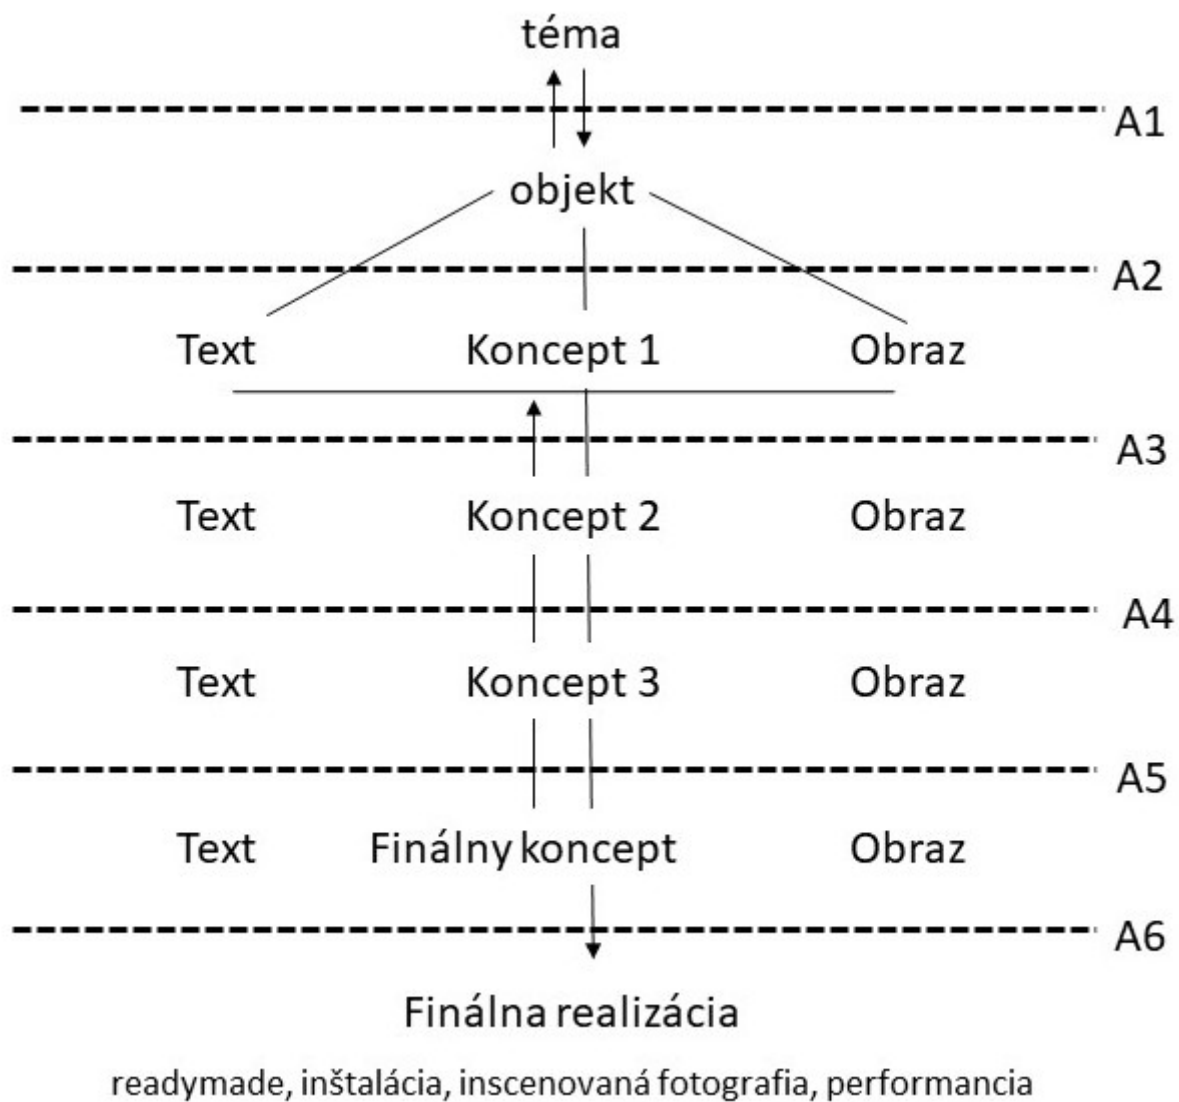 téma
A1
objekt
A2
Text Koncept 1 Obraz
A3
Text Koncept 2 Obraz
A4
Text Koncept 3 Obraz
A5
Text Finálny koncept Obraz
A6
Finálna realizácia
readymade, inštalácia, inscenovaná fotografia, performancia